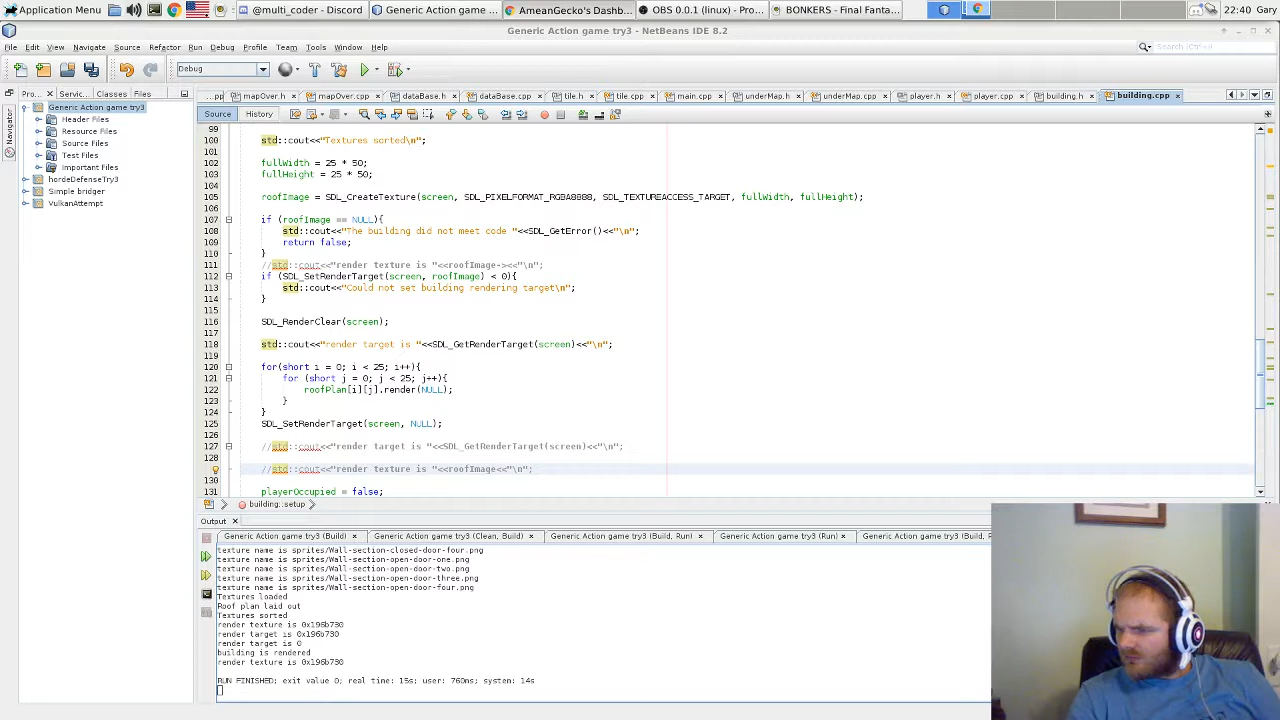 Application Menu
@multi_coder - Discord
Generic Action game ...
AmeanGecko's Dashb...
OBS 0.0.1 (linux) - Pro...
BONKERS - Final Fanta...
22:40 Gary
Generic Action game try3 - NetBeans IDE 8.2
File Edit View Navigate Source Refactor Run Debug Profile Team Tools Window Help
Search (Ctrl+I)
Debug
Pro... Servic... Classes Files
...pp mapOver.h mapOver.cpp dataBase.h dataBase.cpp tile.h tile.cpp main.cpp underMap.h underMap.cpp player.h player.cpp building.h building.cpp
Navigator
Generic Action game try3
Header Files
Resource Files
Source Files
Test Files
Important Files
hordeDefenseTry3
Simple bridger
VulkanAttempt
Source History
99
100 std::cout<<"Textures sorted\n";
101
102 fullWidth = 25 * 50;
103 fullHeight = 25 * 50;
104
105 roofImage = SDL_CreateTexture(screen, SDL_PIXELFORMAT_RGBA8888, SDL_TEXTUREACCESS_TARGET, fullWidth, fullHeight);
106
107 if (roofImage == NULL){
108 std::cout<<"The building did not meet code "<<SDL_GetError()<<"\n";
109 return false;
110 }
111 //std::cout<<"render texture is "<<roofImage-><<"\n";
112 if (SDL_SetRenderTarget(screen, roofImage) < 0){
113 std::cout<<"Could not set building rendering target\n";
114 }
115
116 SDL_RenderClear(screen);
117
118 std::cout<<"render target is "<<SDL_GetRenderTarget(screen)<<"\n";
119
120 for(short i = 0; i < 25; i++){
121 for (short j = 0; j < 25; j++){
122 roofPlan[i][j].render(NULL);
123 }
124 }
125 SDL_SetRenderTarget(screen, NULL);
126
127 //std::cout<<"render target is "<<SDL_GetRenderTarget(screen)<<"\n";
128
//std::cout<<"render texture is "<<roofImage<<"\n";
130
131 playerOccupied = false;
building::setup
Output
Generic Action game try3 (Build) Generic Action game try3 (Clean, Build) Generic Action game try3 (Build, Run) Generic Action game try3 (Run) Generic Action game try3 (Build, R
texture name is sprites/Wall-section-closed-door-four.png
texture name is sprites/Wall-section-open-door-one.png
texture name is sprites/Wall-section-open-door-two.png
texture name is sprites/Wall-section-open-door-three.png
texture name is sprites/Wall-section-open-door-four.png
Textures loaded
Roof plan laid out
Textures sorted
render texture is 0x196b730
render target is 0x196b730
render target is 0
building is rendered
render texture is 0x196b730
RUN FINISHED; exit value 0; real time: 15s; user: 760ms; system: 14s